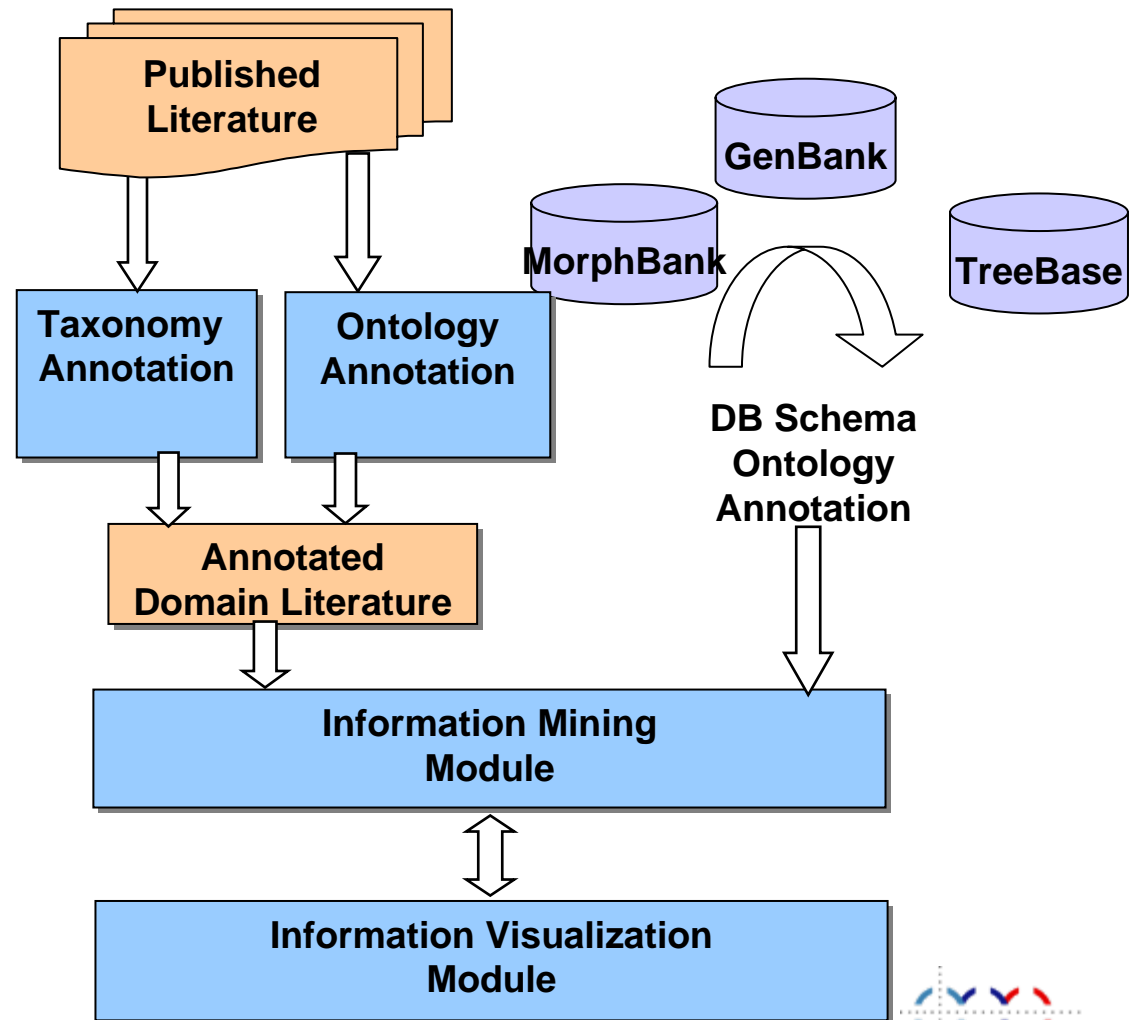 Published
Literature
GenBank
MorphBank
TreeBase
Taxonomy
Annotation
Ontology
Annotation
DB Schema
Ontology
Annotation
Annotated
Domain Literature
Information Mining
Module
Information Visualization
Module